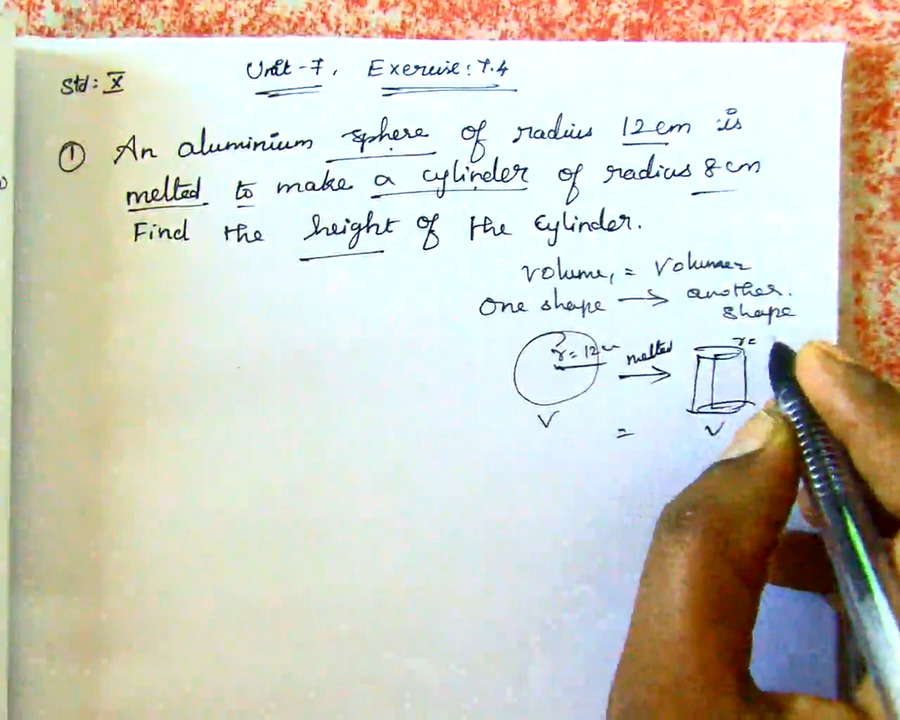 Std: X
Unit-7, Exercise: 7.4
① An aluminium sphere of radius 12cm is
melted to make a cylinder of radius 8cm
Find the height of the cylinder.
Volume, = Volume
One shape → another.
shape
r = 12cm melted → r =
V = V